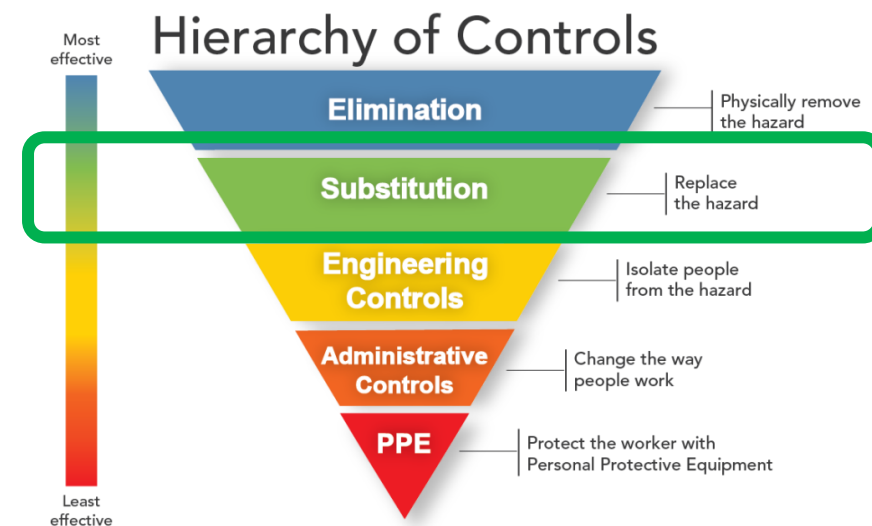 Hierarchy of Controls
Most
effective
Elimination
Physically remove
the hazard
Substitution
Replace
the hazard
Engineering
Controls
Isolate people
from the hazard
Administrative
Controls
Change the way
people work
PPE
Protect the worker with
Personal Protective Equipment
Least
effective